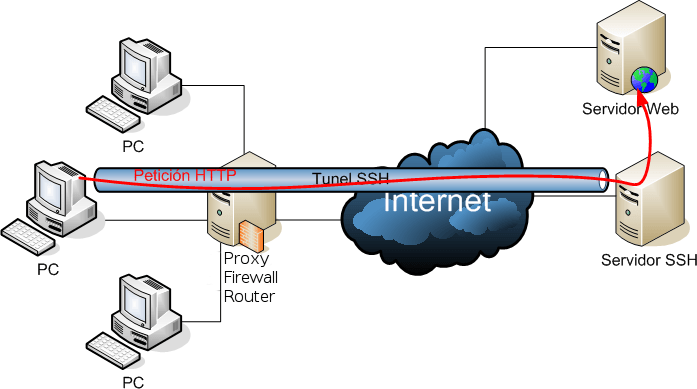 Servidor Web
PC
Petición HTTP
Tunel SSH
Internet
Servidor SSH
PC
Proxy
Firewall
Router
PC